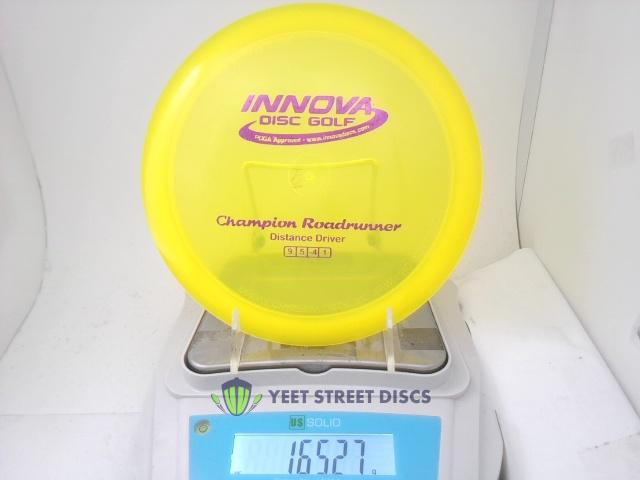 INNOVA
DISC GOLF
PDGA Approved - www.innovadiscs.com
Champion Roadrunner
Distance Driver
9 5 -4 1
YEET STREET DISCS
US SOLID
165.27 g